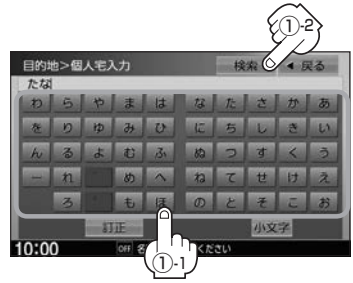 ①-2
目的地>個人宅入力 検索 ◀ 戻る
たな
わ ら や ま は な た さ か あ
を り ゆ み ひ に ち し き い
ん る よ む ふ ぬ つ す く う
ー れ め へ ね て せ け え
ろ も ほ の と そ こ お
訂正 小文字
10:00 OFF ください
①-1